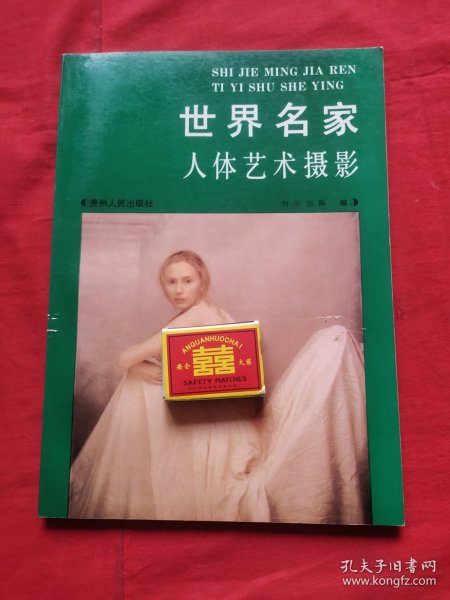 SHI JIE MING JIA REN
TI YI SHU SHE YING
世界名家
人体艺术摄影
贵州人民出版社
编
ANQUANHUOCHAI
安全 囍 火柴
SAFETY MATCHES
孔夫子旧书网
www.kongfz.com